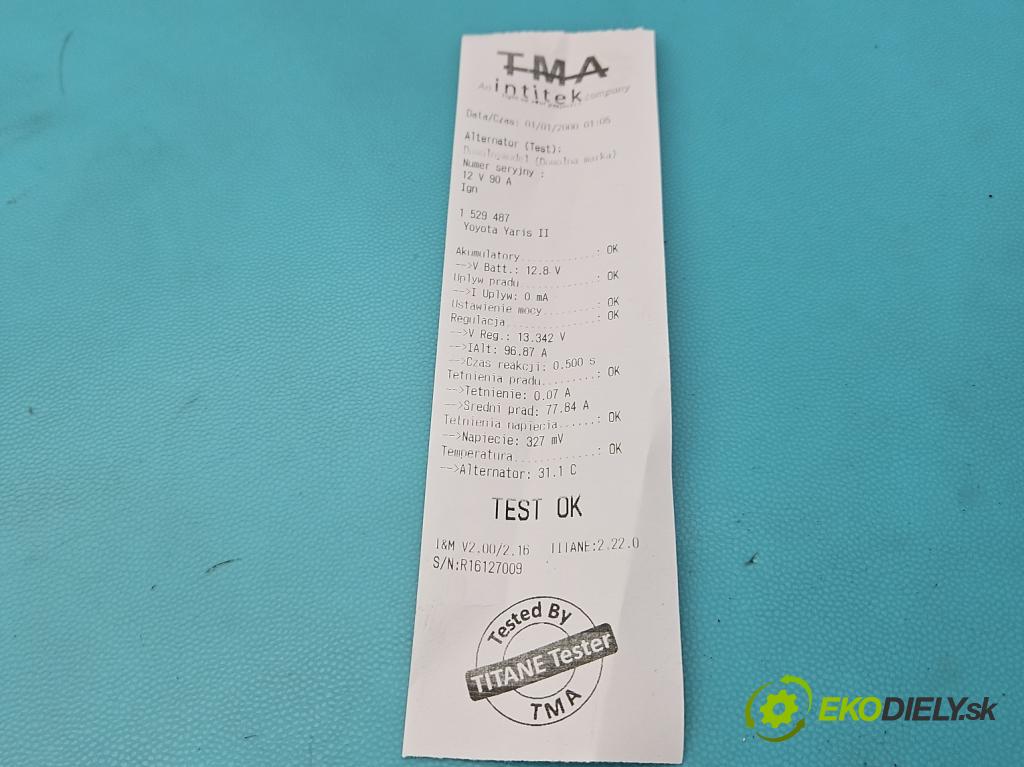 TMA
An intitek company
Data/Czas: 01/01/2000 01:05
Alternator (Test):
(Dowolna marka)
Numer seryjny :
12 V 90 A
Ign
1 529 487
Yoyota Yaris II
Akumulatory..........: OK
-->V Batt.: 12.8 V
Uplyw pradu..........: OK
-->I Uplyw: 0 mA
Ustawienie mocy......: OK
Regulacja............: OK
-->V Reg.: 13.342 V
-->IAlt: 96.87 A
-->Czas reakcji: 0.500 s
Tetnienia pradu......: OK
-->Tetnienie: 0.07 A
-->Sredni prad: 77.84 A
Tetnienia napiecia...: OK
-->Napiecie: 327 mV
Temperatura..........: OK
-->Alternator: 31.1 C
TEST OK
I&M V2.00/2.16 TITANE:2.22.0
S/N:R16127009
Tested By
TITANE Tester
TMA
EKODIELY.sk